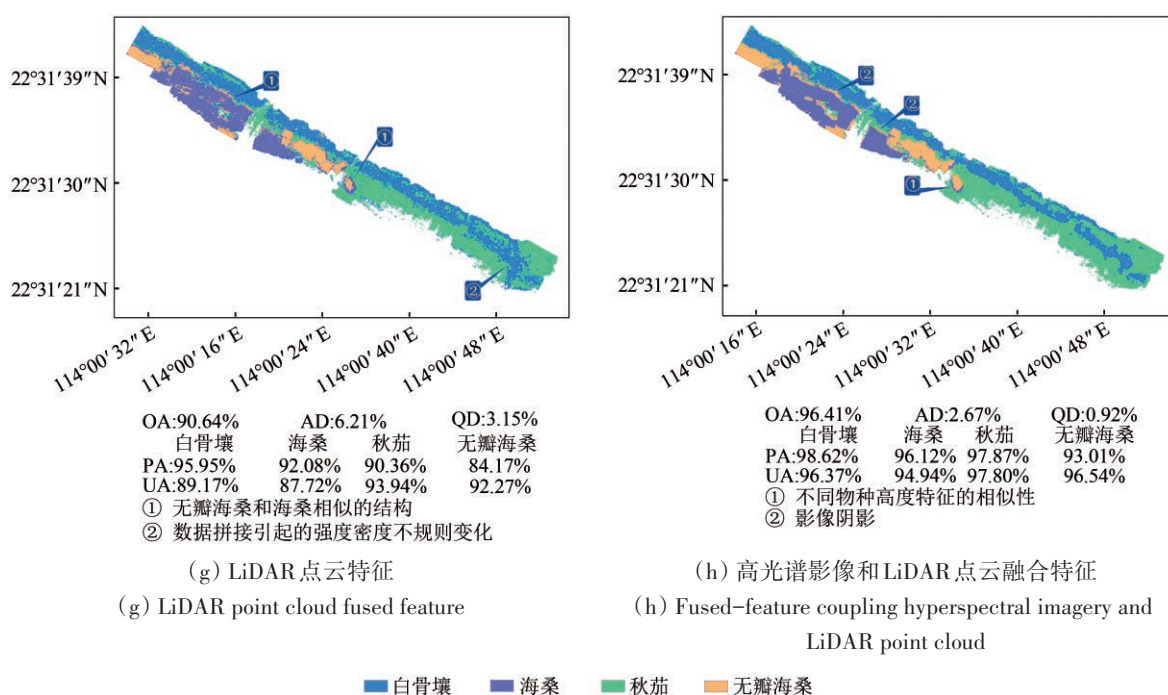 22°31′39″N
22°31′30″N
22°31′21″N
①
①
②
114°00′32″E
114°00′16″E
114°00′24″E
114°00′40″E
114°00′48″E
OA:90.64% AD:6.21% QD:3.15%
白骨壤 海桑 秋茄 无瓣海桑
PA:95.95% 92.08% 90.36% 84.17%
UA:89.17% 87.72% 93.94% 92.27%
① 无瓣海桑和海桑相似的结构
② 数据拼接引起的强度密度不规则变化
(g) LiDAR点云特征
(g) LiDAR point cloud fused feature
22°31′39″N
22°31′30″N
22°31′21″N
②
②
①
114°00′16″E
114°00′24″E
114°00′32″E
114°00′40″E
114°00′48″E
OA:96.41% AD:2.67% QD:0.92%
白骨壤 海桑 秋茄 无瓣海桑
PA:98.62% 96.12% 97.87% 93.01%
UA:96.37% 94.94% 97.80% 96.54%
① 不同物种高度特征的相似性
② 影像阴影
(h) 高光谱影像和LiDAR点云融合特征
(h) Fused-feature coupling hyperspectral imagery and
LiDAR point cloud
白骨壤 海桑 秋茄 无瓣海桑